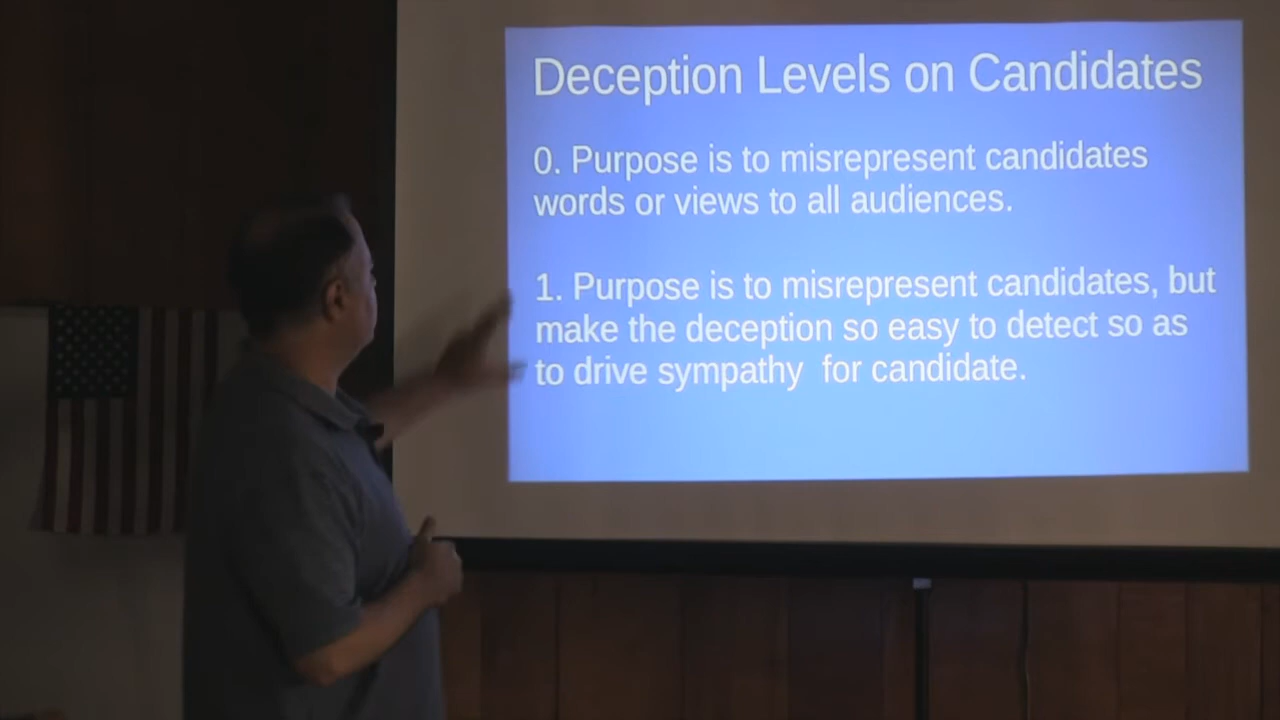 Deception Levels on Candidates
0. Purpose is to misrepresent candidates
words or views to all audiences.
1. Purpose is to misrepresent candidates, but
make the deception so easy to detect so as
to drive sympathy  for candidate.